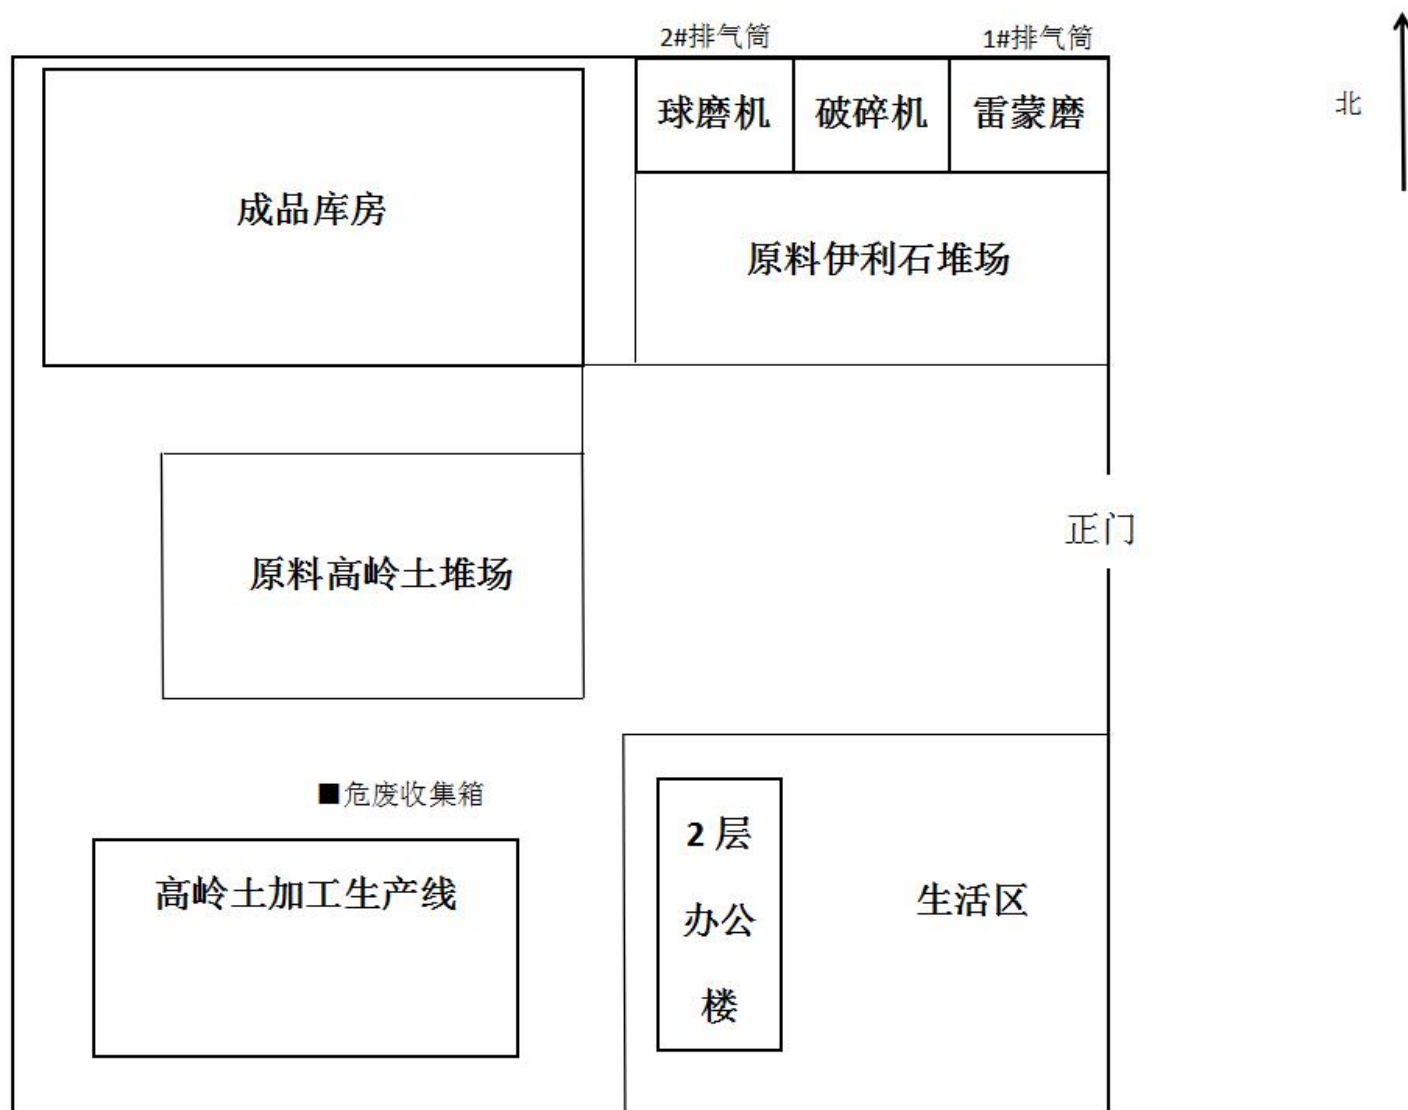 2#排气筒
1#排气筒
球磨机
破碎机
雷蒙磨
北
成品库房
原料伊利石堆场
正门
原料高岭土堆场
■危废收集箱
高岭土加工生产线
2 层
办公
楼
生活区